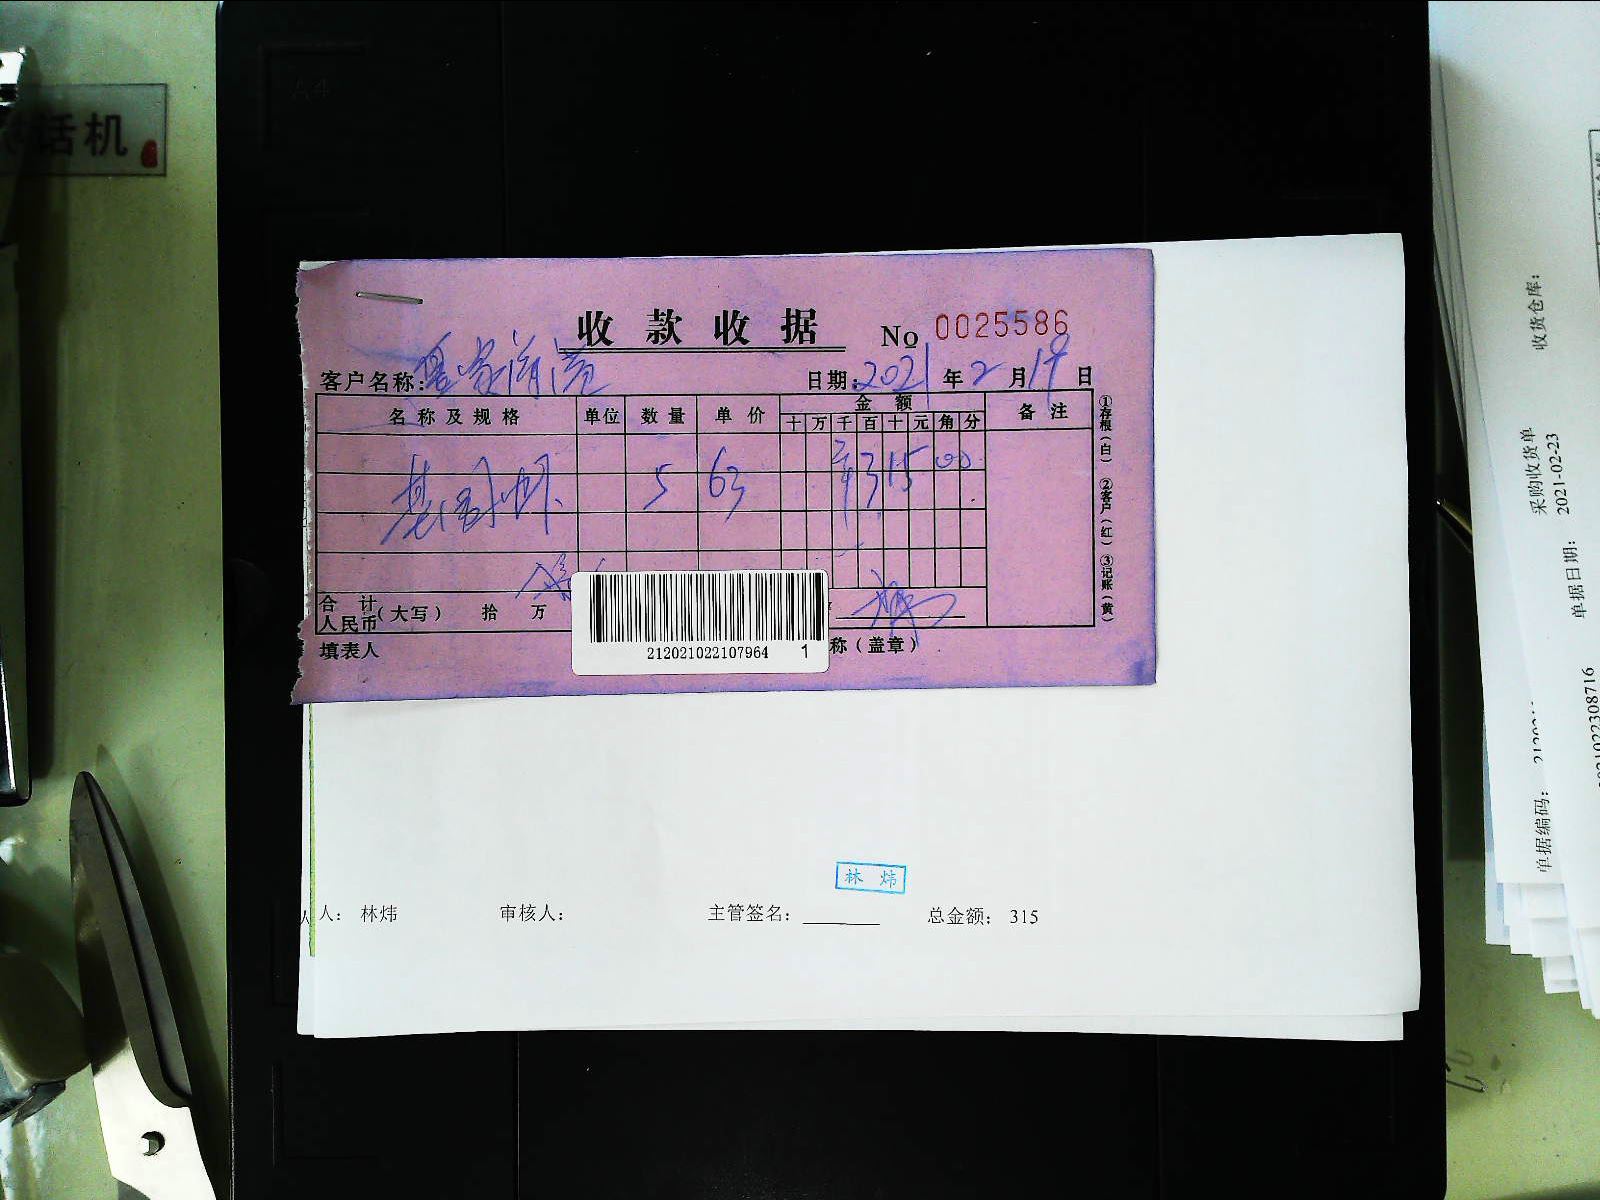 A4
话机
收款收据 No 0025586
客户名称:
日期: 2021 年 2 月 19 日
名称及规格 单位 数量 单价 金额 备注
十 万 千 百 十 元 角 分
基围虾 5 63 315 00
合计
人民币(大写) 拾 万
填表人
称(盖章)
①存根(白) ②客户(红) ③记账(黄)
212021022107964 1
林炜
人: 林炜 审核人: 主管签名: 总金额: 315
收货仓库:
采购收货单
2021-02-23
单据日期:
单据编码: